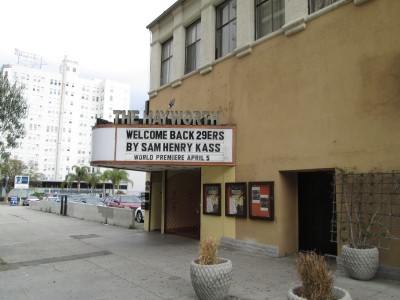 THE HAYWORTH
WELCOME BACK 29ERS
BY SAM HENRY KASS
WORLD PREMIERE APRIL 5